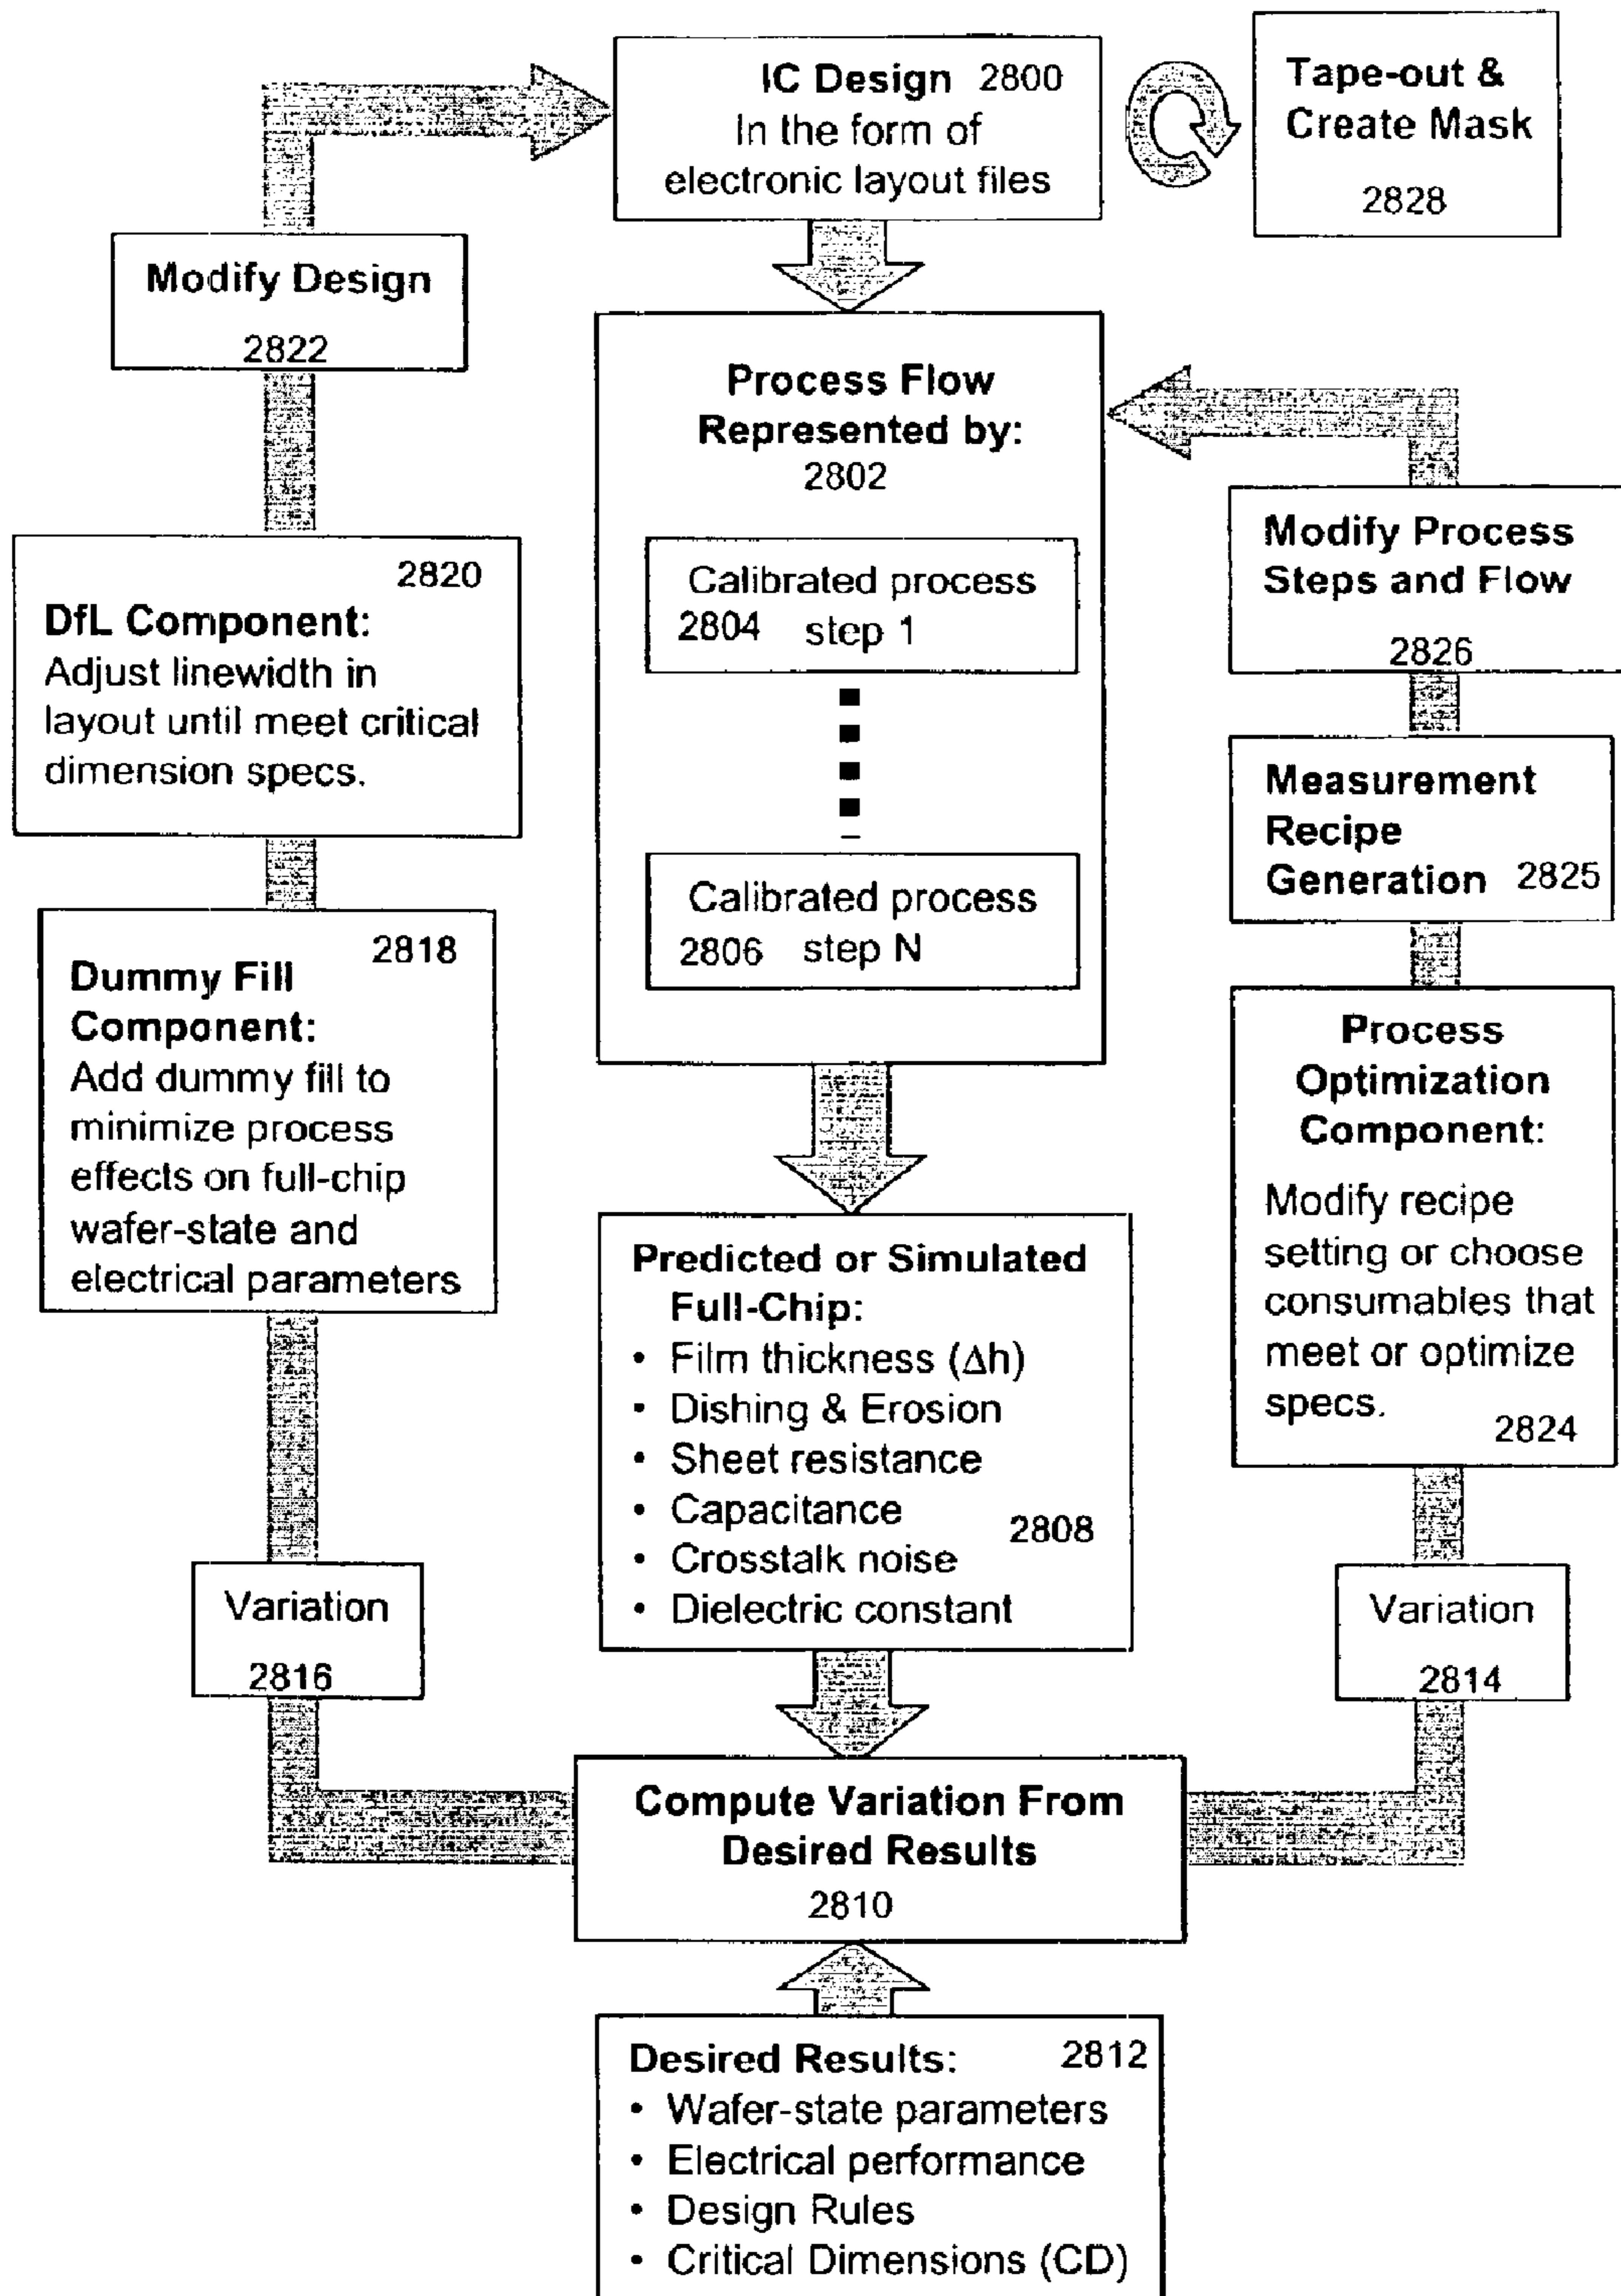 IC Design 2800
In the form of
electronic layout files
Tape-out &
Create Mask
2828
Modify Design
2822
Process Flow
Represented by:
2802
Calibrated process
2804 step 1
Calibrated process
2806 step N
Modify Process
Steps and Flow
2826
2820
DfL Component:
Adjust linewidth in
layout until meet critical
dimension specs.
Measurement
Recipe
Generation 2825
2818
Dummy Fill
Component:
Add dummy fill to
minimize process
effects on full-chip
wafer-state and
electrical parameters
Process
Optimization
Component:
Modify recipe
setting or choose
consumables that
meet or optimize
specs.
2824
Predicted or Simulated
Full-Chip:
• Film thickness (Δh)
• Dishing & Erosion
• Sheet resistance
• Capacitance
2808
• Crosstalk noise
• Dielectric constant
Variation
2816
Variation
2814
Compute Variation From
Desired Results
2810
Desired Results: 2812
• Wafer-state parameters
• Electrical performance
• Design Rules
• Critical Dimensions (CD)